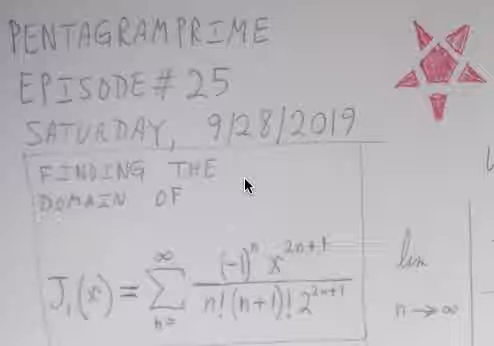 PENTAGRAMPRIME
EPISODE # 25
SATURDAY, 9/28/2019
FINDING THE
DOMAIN OF
J₁(x) = ∑_{n=}^{∞} (-1)ⁿ x^{2n+1} / n! (n+1)! 2^{2n+1}
lim
n→∞